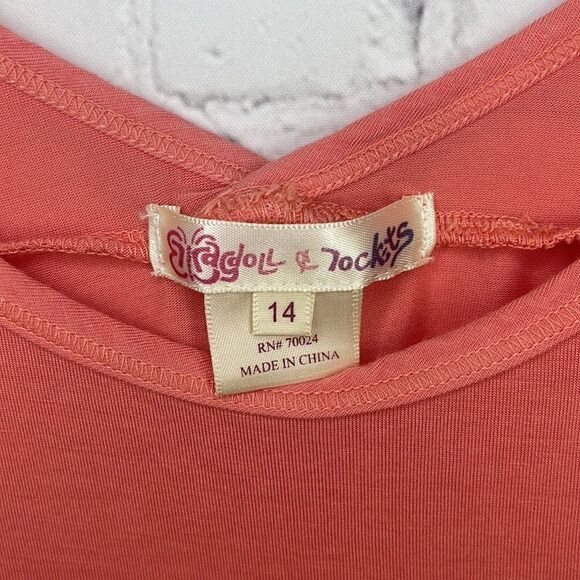 Ragdoll & Rockets
14
RN# 70024
MADE IN CHINA